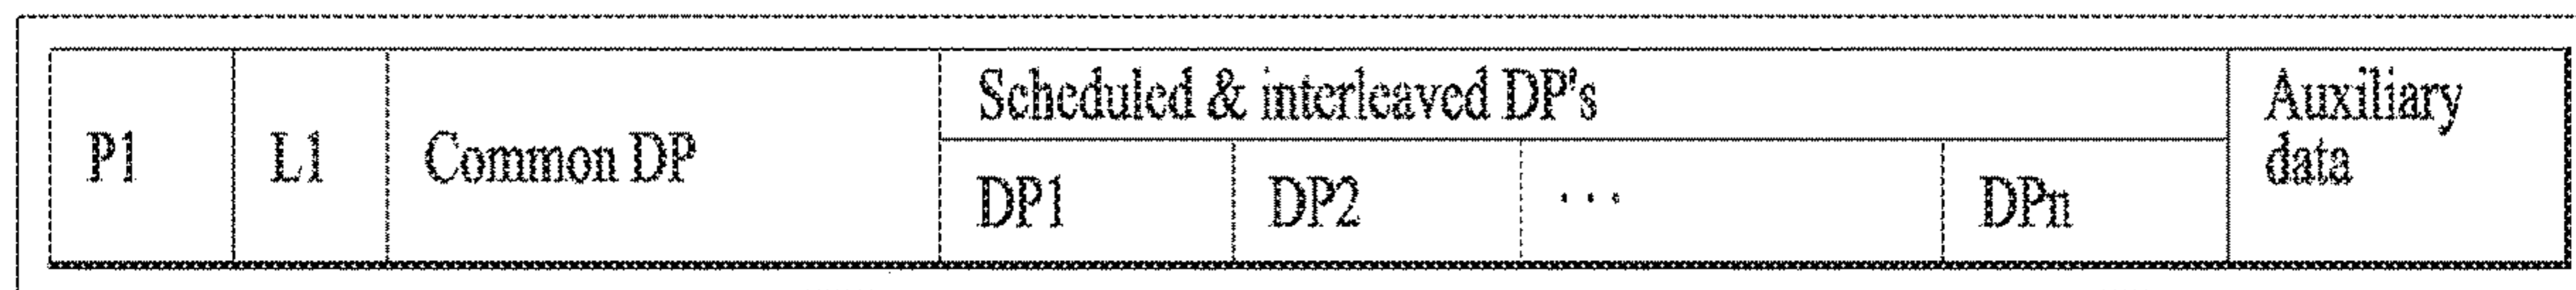 P1
L1
Common DP
Scheduled & interleaved DP's
DP1
DP2
...
DPn
Auxiliary
data